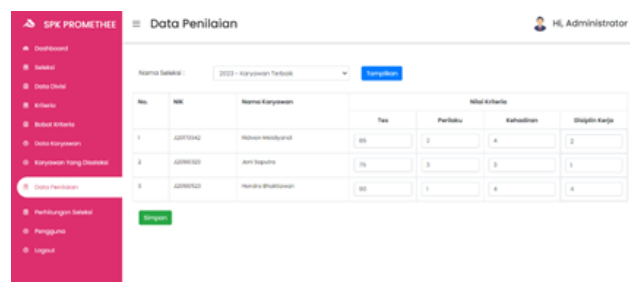 SPK PROMETHEE
Data Penilaian
Hi, Administrator
Dashboard
Seleksi
Data Divisi
Kriteria
Bobot Kriteria
Data Karyawan
Karyawan Yang Diseleksi
Data Penilaian
Perhitungan Seleksi
Pengguna
Logout
Nama Seleksi :
2023 - Karyawan Terbaik
Tampilkan
No. NIK Nama Karyawan Nilai Kriteria
Tes Perilaku Kehadiran Disiplin Kerja
1 2 4 2
2 Saputra 75 3 3 1
3 Hendra 90 1 4 4
Simpan